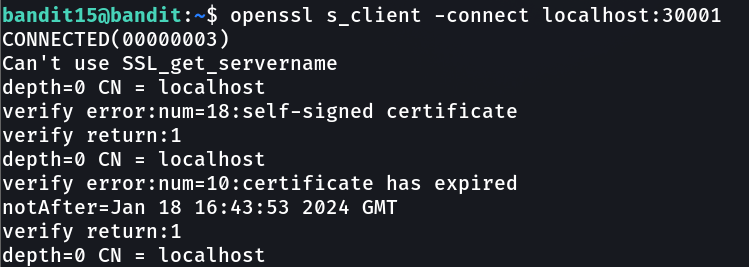 bandit15@bandit:~$ openssl s_client -connect localhost:30001
CONNECTED(00000003)
Can't use SSL_get_servername
depth=0 CN = localhost
verify error:num=18:self-signed certificate
verify return:1
depth=0 CN = localhost
verify error:num=10:certificate has expired
notAfter=Jan 18 16:43:53 2024 GMT
verify return:1
depth=0 CN = localhost